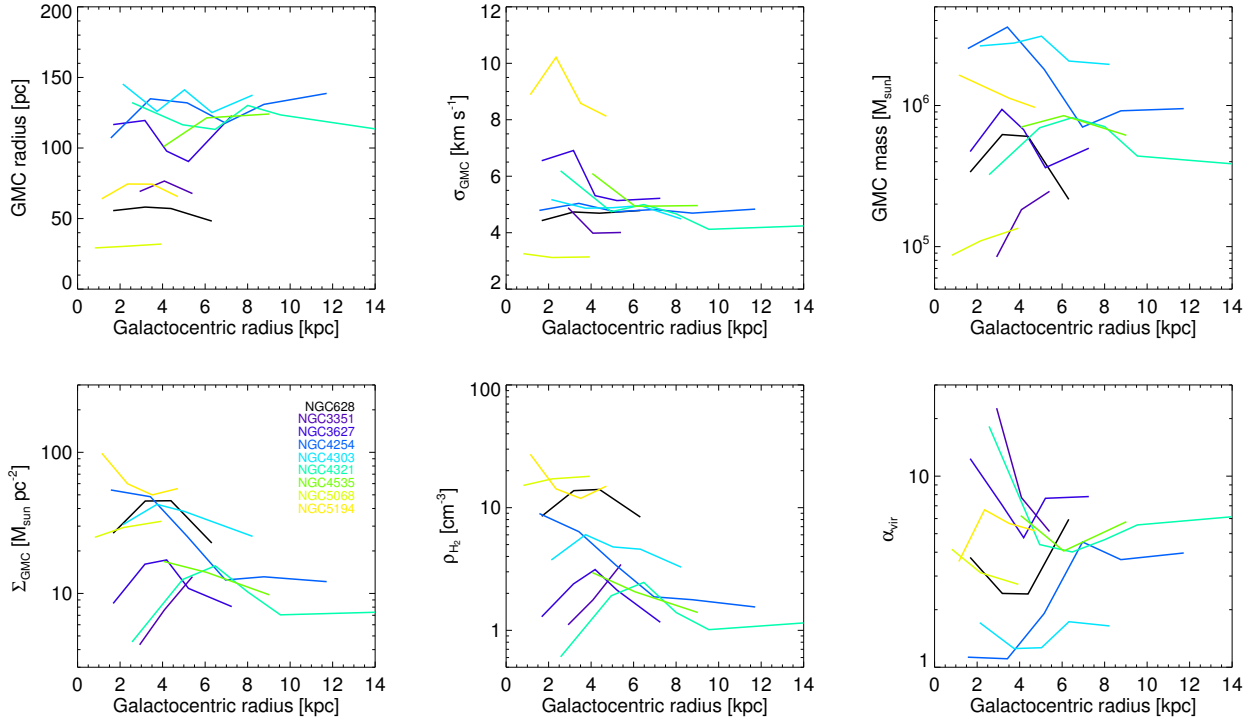 200
150
100
50
0
GMC radius [pc]
0 2 4 6 8 10 12 14
Galactocentric radius [kpc]
12
10
8
6
4
2
σGMC [km s-1]
0 2 4 6 8 10 12 14
Galactocentric radius [kpc]
10^6
10^5
GMC mass [Msun]
0 2 4 6 8 10 12 14
Galactocentric radius [kpc]
100
10
ΣGMC [Msun pc-2]
NGC628
NGC3351
NGC3627
NGC4254
NGC4303
NGC4321
NGC4535
NGC5068
NGC5194
0 2 4 6 8 10 12 14
Galactocentric radius [kpc]
100
10
1
ρH2 [cm-3]
0 2 4 6 8 10 12 14
Galactocentric radius [kpc]
10
1
αvir
0 2 4 6 8 10 12 14
Galactocentric radius [kpc]